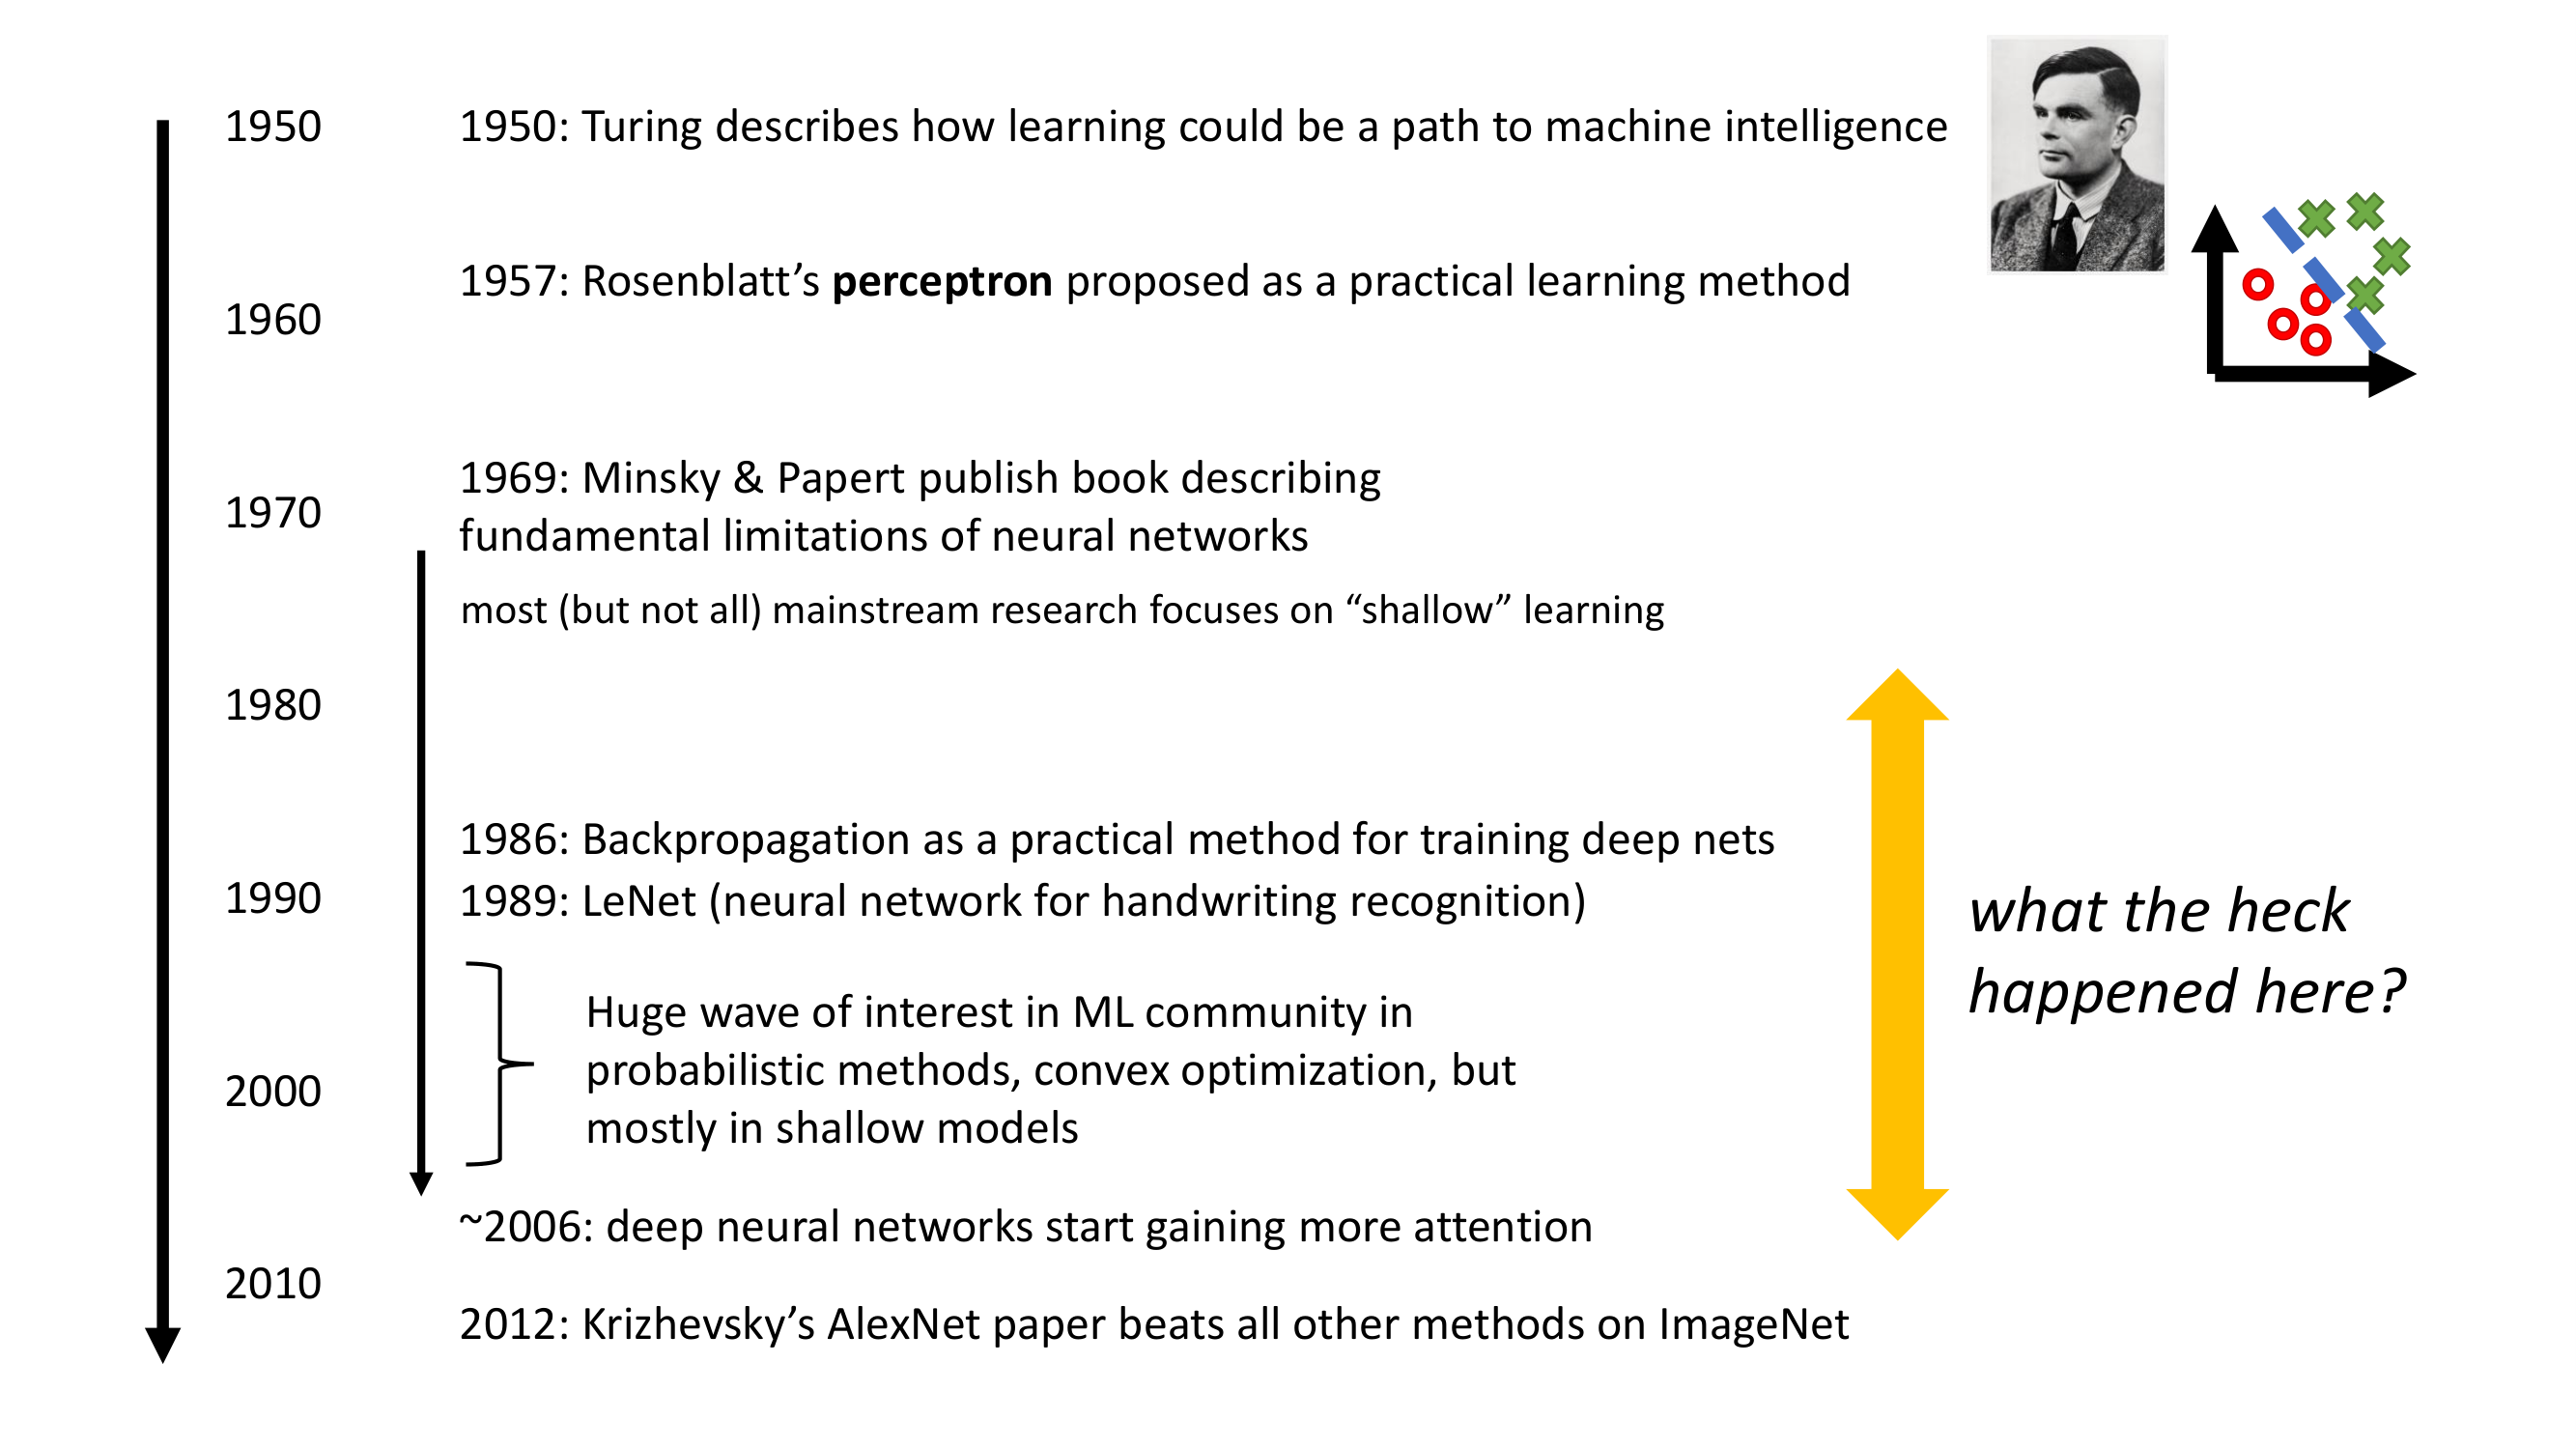 1950
1950: Turing describes how learning could be a path to machine intelligence
1957: Rosenblatt’s perceptron proposed as a practical learning method
1960
1969: Minsky & Papert publish book describing
fundamental limitations of neural networks
1970
most (but not all) mainstream research focuses on “shallow” learning
1980
1986: Backpropagation as a practical method for training deep nets
1990
1989: LeNet (neural network for handwriting recognition)
what the heck
happened here?
Huge wave of interest in ML community in
probabilistic methods, convex optimization, but
mostly in shallow models
2000
~2006: deep neural networks start gaining more attention
2010
2012: Krizhevsky’s AlexNet paper beats all other methods on ImageNet